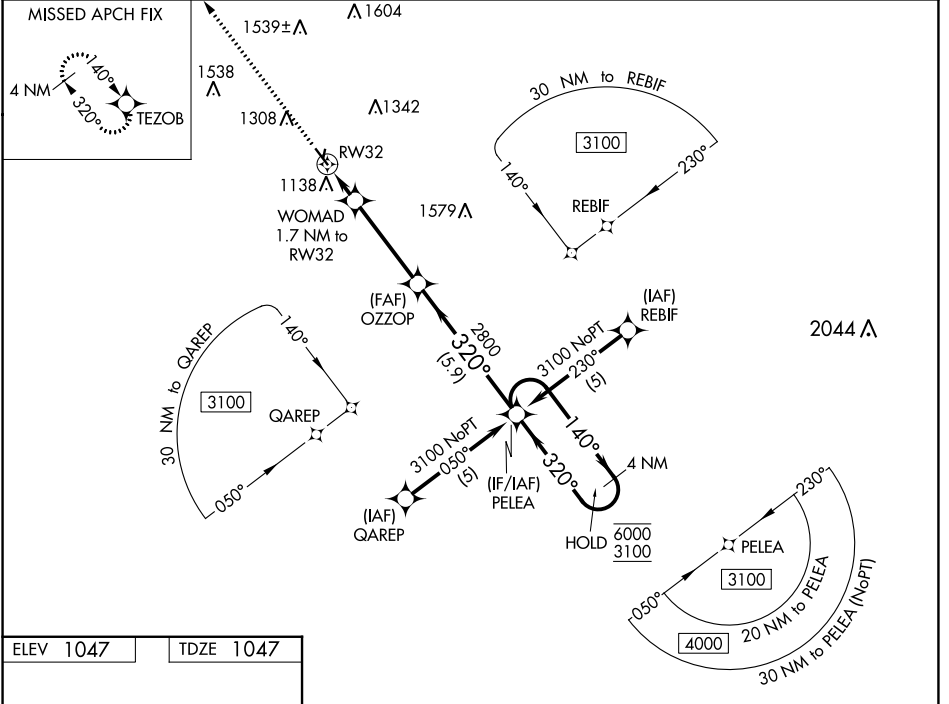 MISSED APCH FIX
140°
4 NM
320°
TEZOB
1539±
1604
1538
1308
1342
RW32
1138
WOMAD
1.7 NM to
RW32
1579
30 NM to REBIF
3100
140°
230°
REBIF
(FAF)
OZZOP
2800
320°
(5.9)
(IAF)
REBIF
3100 NoPT
230°
(5)
2044
30 NM to QAREP
140°
3100
QAREP
050°
3100 NoPT
050°
(5)
(IAF)
QAREP
(IF/IAF)
PELEA
140°
320°
4 NM
HOLD
6000
3100
230°
PELEA
050°
3100
20 NM to PELEA
4000
30 NM to PELEA (NoPT)
ELEV 1047
TDZE 1047